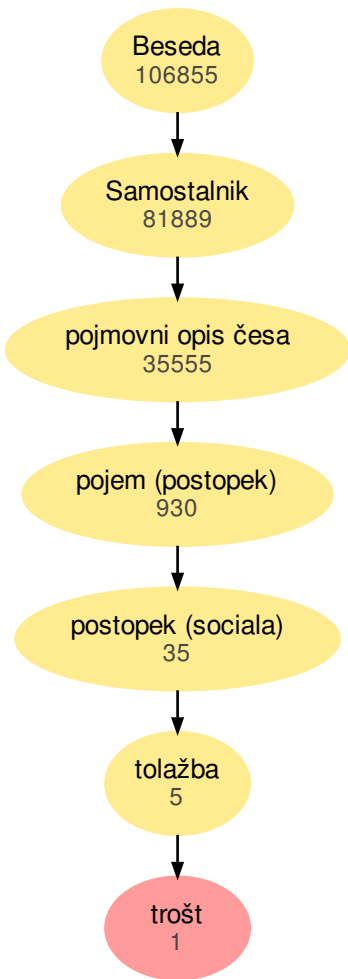 Beseda
106855
Samostalnik
81889
pojmovni opis česa
35555
pojem (postopek)
930
postopek (sociala)
35
tolažba
5
trošt
1